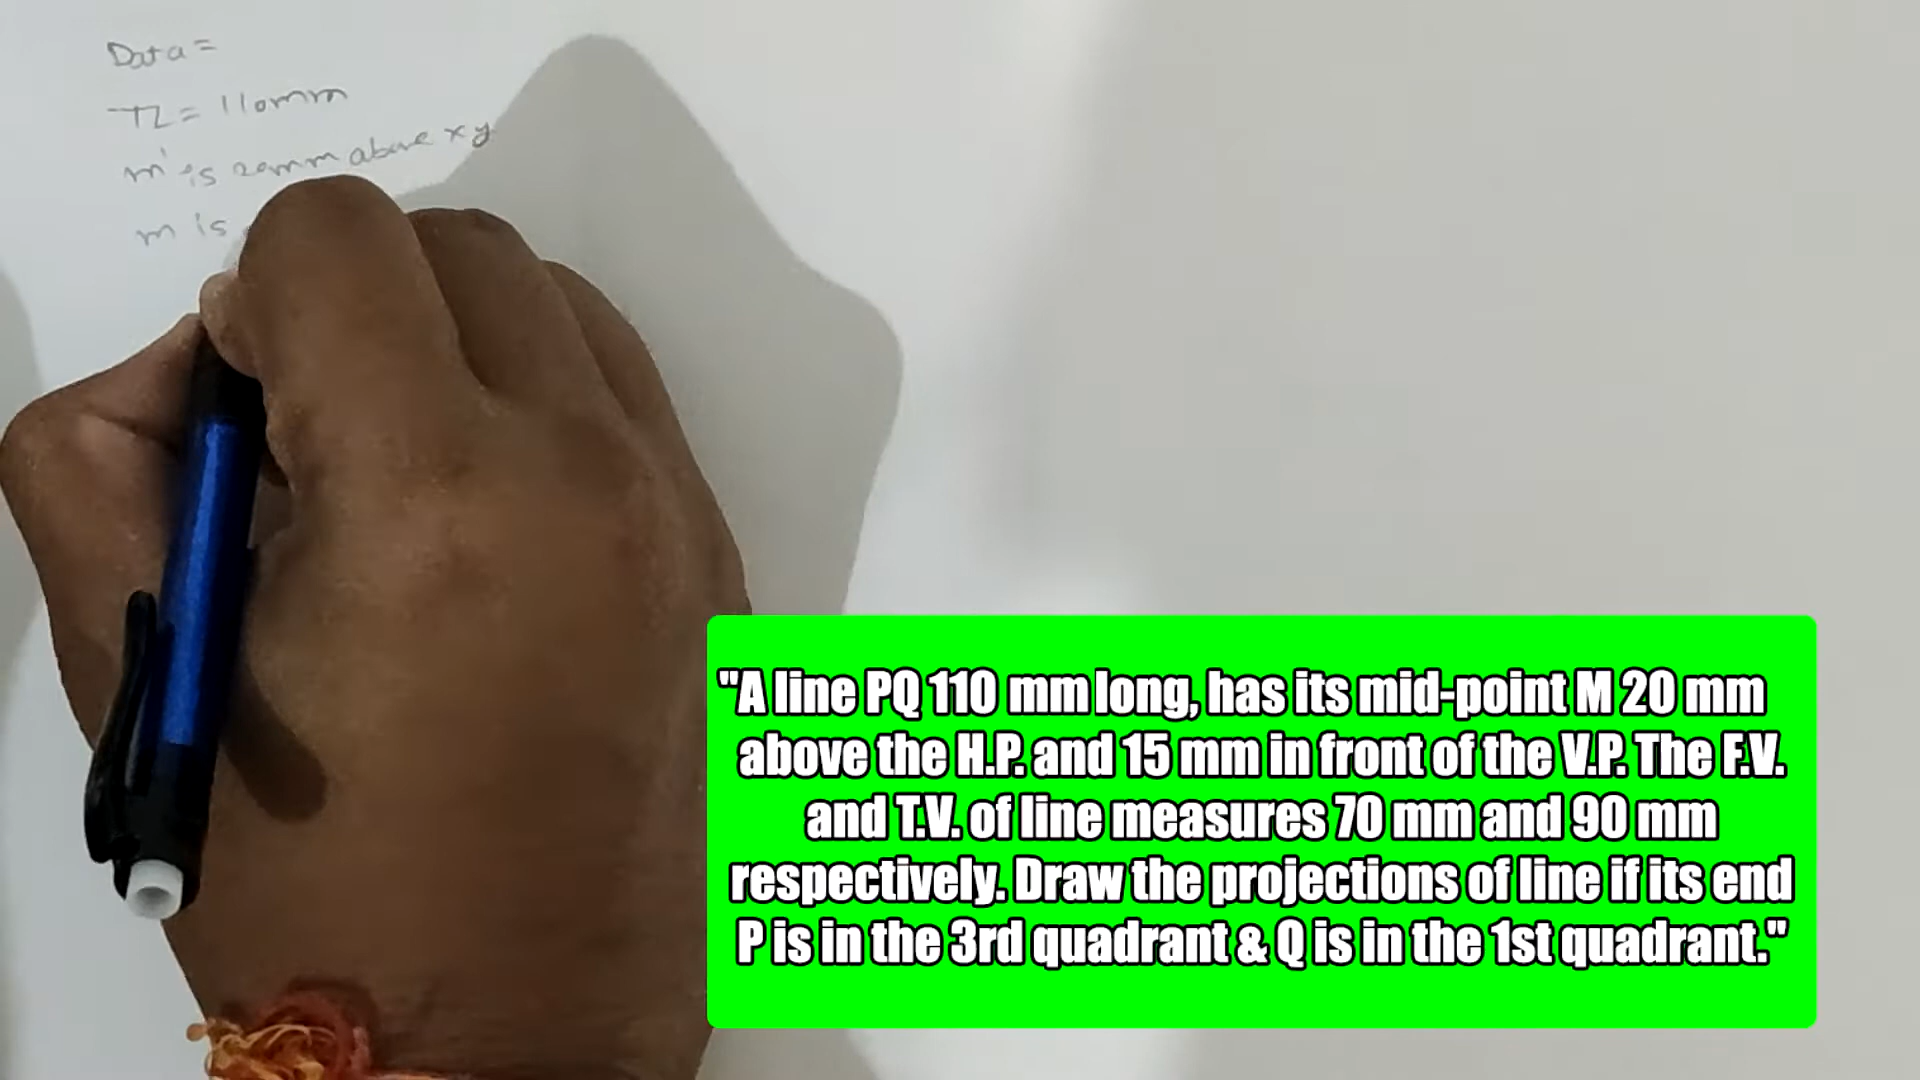 Data =
TL = 110mm
m' is 20mm above xy
m is
"A line PQ 110 mm long, has its mid-point M 20 mm
above the H.P. and 15 mm in front of the V.P. The F.V.
and T.V. of line measures 70 mm and 90 mm
respectively. Draw the projections of line if its end
P is in the 3rd quadrant & Q is in the 1st quadrant."